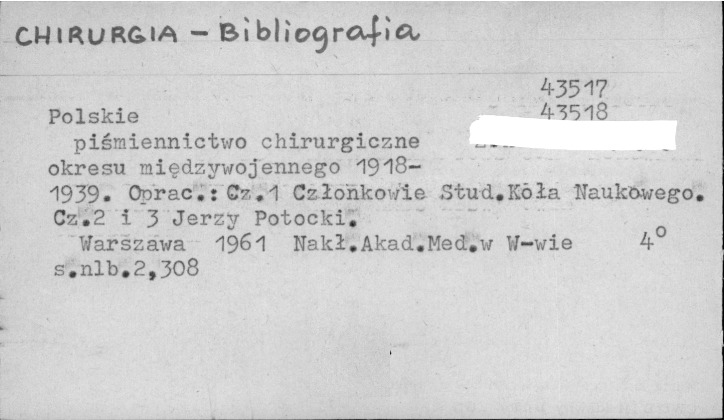 CHIRURGIA - Bibliografia
43517
43518
Polskie
piśmiennictwo chirurgiczne
okresu międzywojennego 1918-
1939. Oprac.: Cz.1 Członkowie Stud.Koła Naukowego.
Cz.2 i 3 Jerzy Potocki.
Warszawa 1961 Nakł.Akad.Med.w W-wie 4°
s.nlb.2,308